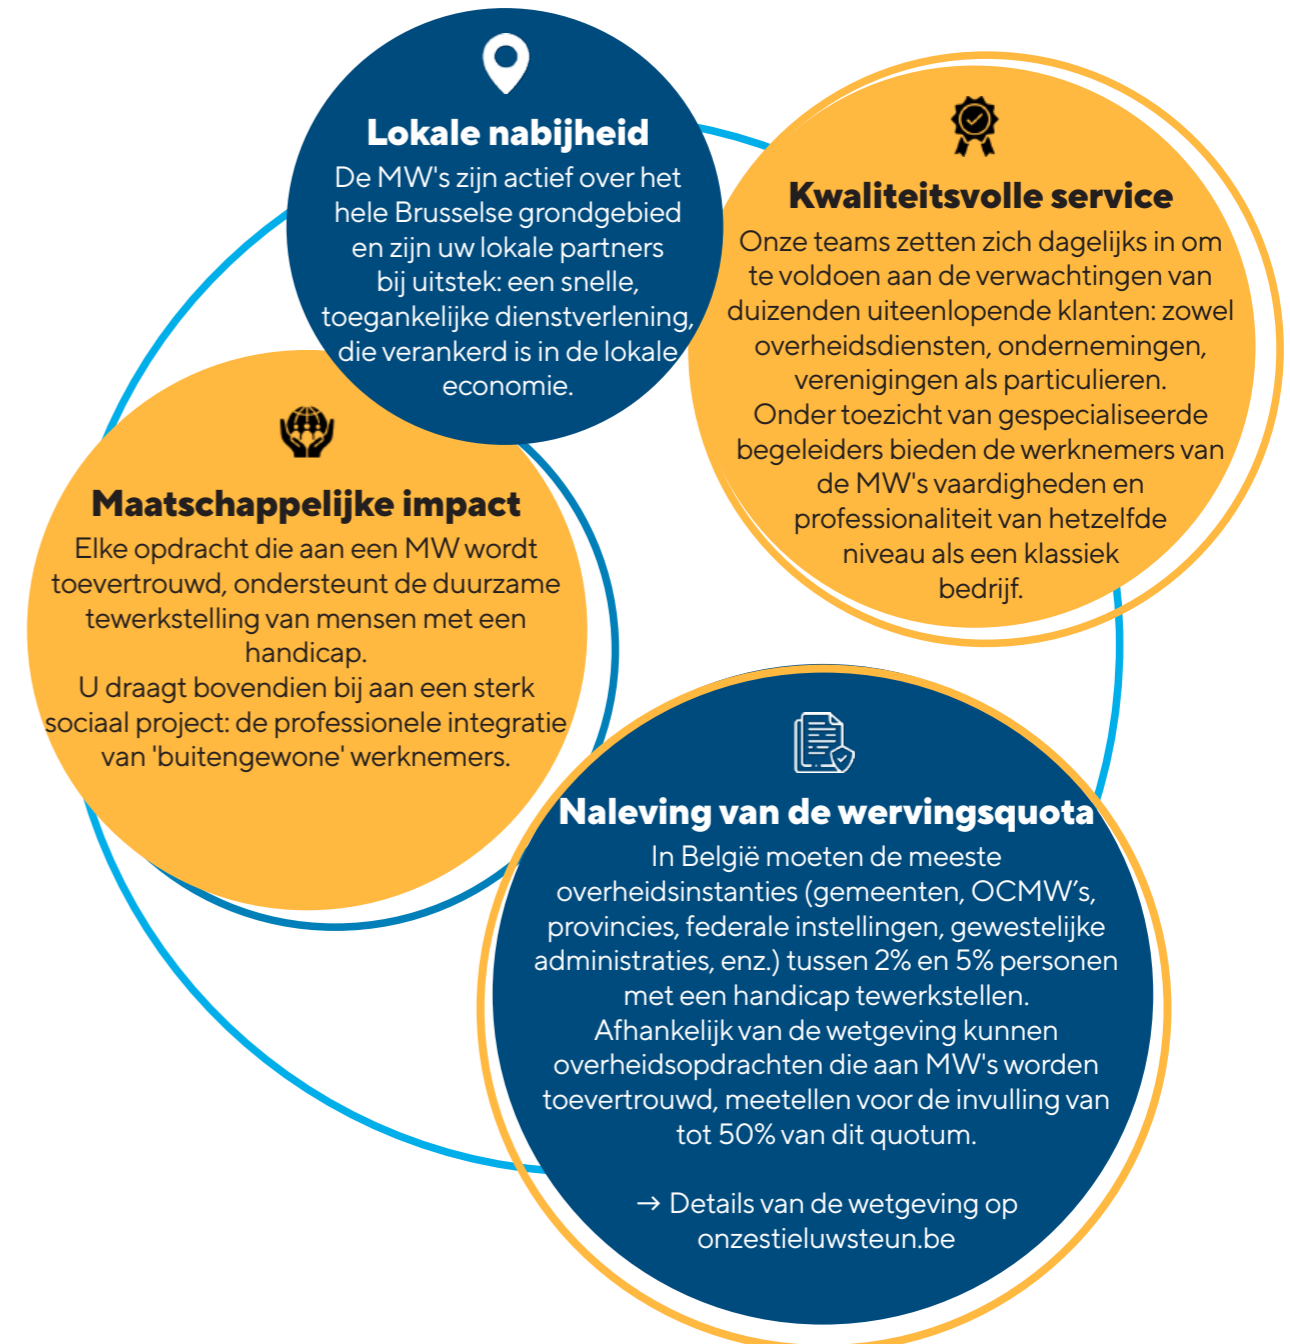 Lokale nabijheid
De MW's zijn actief over het
hele Brusselse grondgebied
en zijn uw lokale partners
bij uitstek: een snelle,
toegankelijke dienstverlening,
die verankerd is in de lokale
economie.
Kwaliteitsvolle service
Onze teams zetten zich dagelijks in om
te voldoen aan de verwachtingen van
duizenden uiteenlopende klanten: zowel
overheidsdiensten, ondernemingen,
verenigingen als particulieren.
Onder toezicht van gespecialiseerde
begeleiders bieden de werknemers van
de MW's vaardigheden en
professionaliteit van hetzelfde
niveau als een klassiek
bedrijf.
Maatschappelijke impact
Elke opdracht die aan een MW wordt
toevertrouwd, ondersteunt de duurzame
tewerkstelling van mensen met een
handicap.
U draagt bovendien bij aan een sterk
sociaal project: de professionele integratie
van 'buitengewone' werknemers.
Naleving van de wervingsquota
In België moeten de meeste
overheidsinstanties (gemeenten, OCMW’s,
provincies, federale instellingen, gewestelijke
administraties, enz.) tussen 2% en 5% personen
met een handicap tewerkstellen.
Afhankelijk van de wetgeving kunnen
overheidsopdrachten die aan MW's worden
toevertrouwd, meetellen voor de invulling van
tot 50% van dit quotum.
→ Details van de wetgeving op
onzestieluwsteun.be